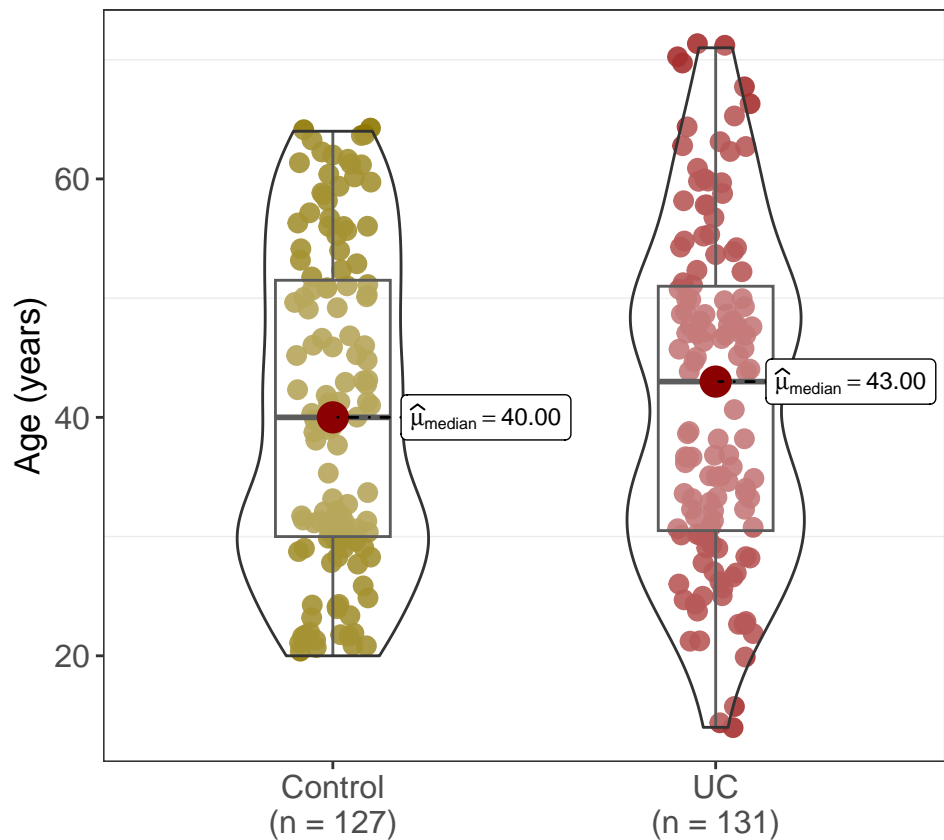 60
40
20
Age (years)
μ̂median = 40.00
μ̂median = 43.00
Control
(n = 127)
UC
(n = 131)